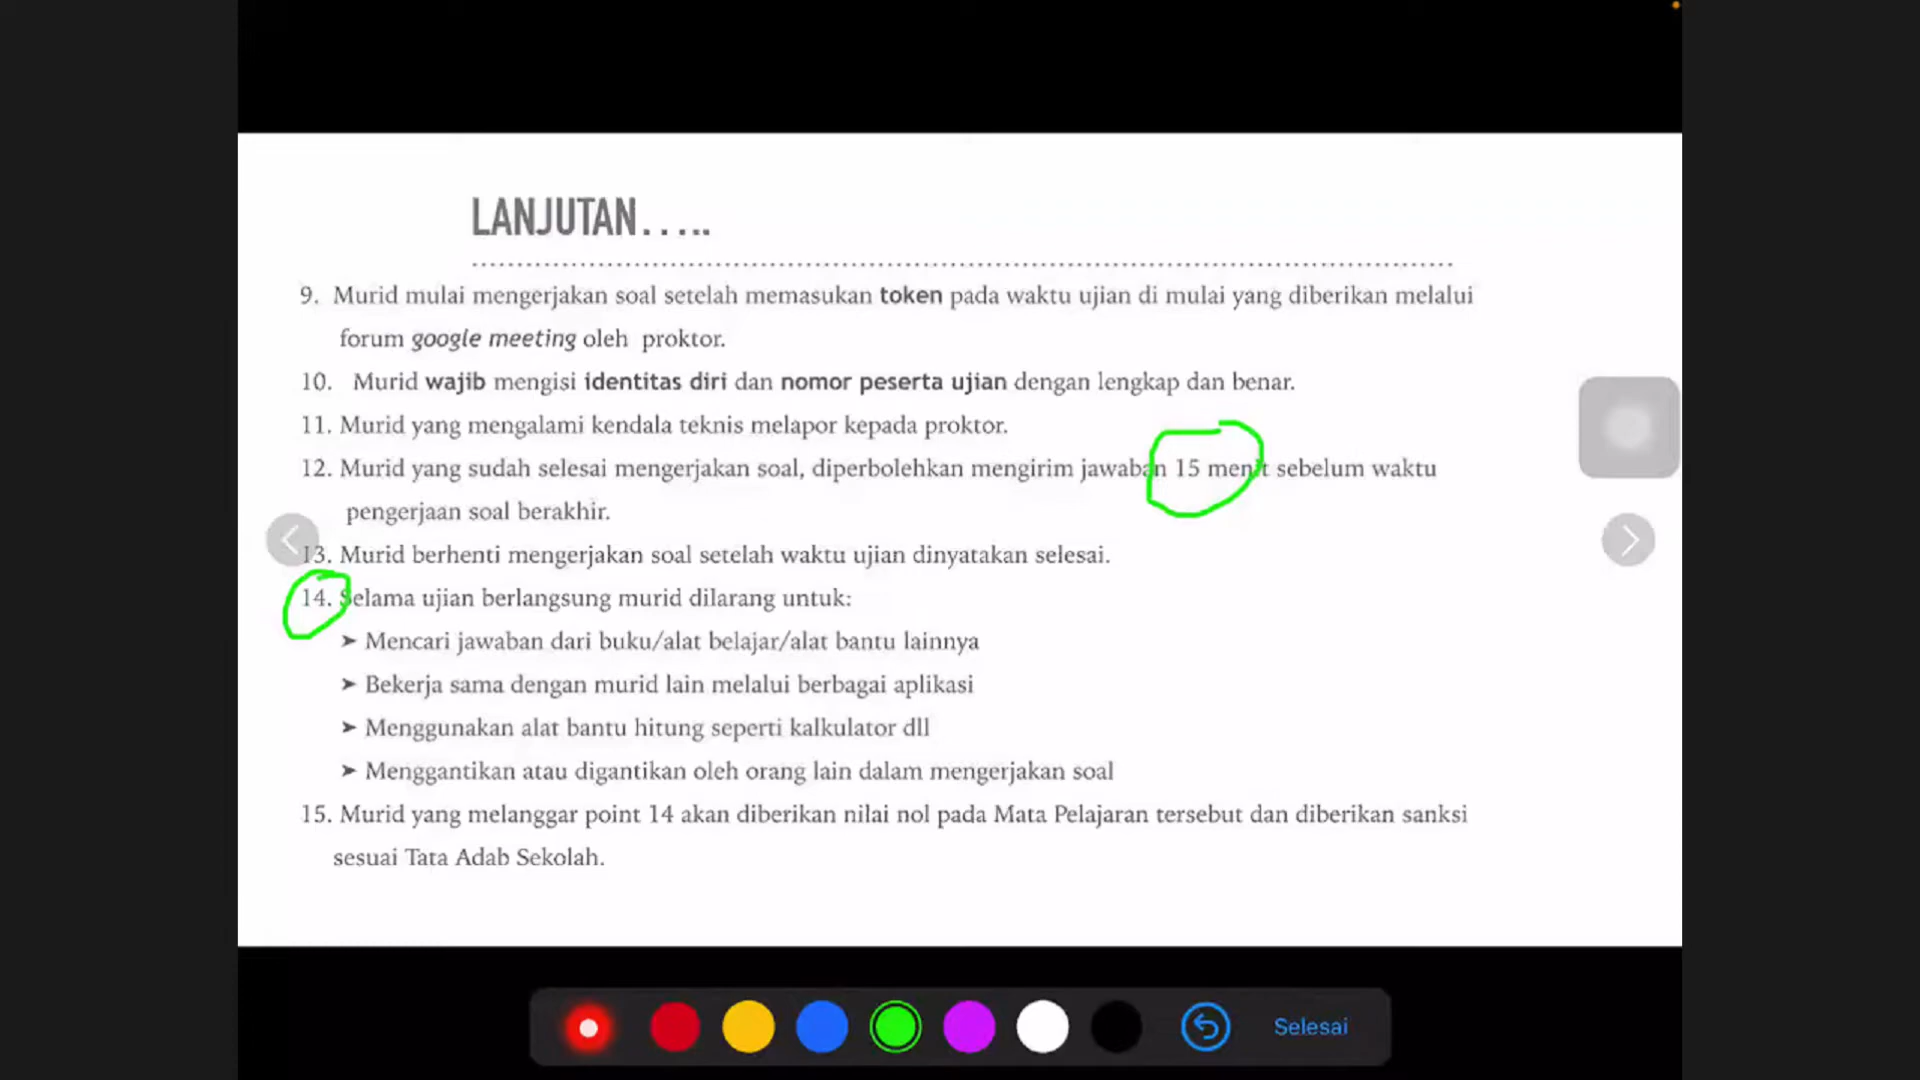 LANJUTAN.....
9. Murid mulai mengerjakan soal setelah memasukan token pada waktu ujian di mulai yang diberikan melalui
forum google meeting oleh proktor.
10. Murid wajib mengisi identitas diri dan nomor peserta ujian dengan lengkap dan benar.
11. Murid yang mengalami kendala teknis melapor kepada proktor.
12. Murid yang sudah selesai mengerjakan soal, diperbolehkan mengirim jawaban 15 menit sebelum waktu
pengerjaan soal berakhir.
13. Murid berhenti mengerjakan soal setelah waktu ujian dinyatakan selesai.
14. Selama ujian berlangsung murid dilarang untuk:
➤ Mencari jawaban dari buku/alat belajar/alat bantu lainnya
➤ Bekerja sama dengan murid lain melalui berbagai aplikasi
➤ Menggunakan alat bantu hitung seperti kalkulator dll
➤ Menggantikan atau digantikan oleh orang lain dalam mengerjakan soal
15. Murid yang melanggar point 14 akan diberikan nilai nol pada Mata Pelajaran tersebut dan diberikan sanksi
sesuai Tata Adab Sekolah.
Selesai